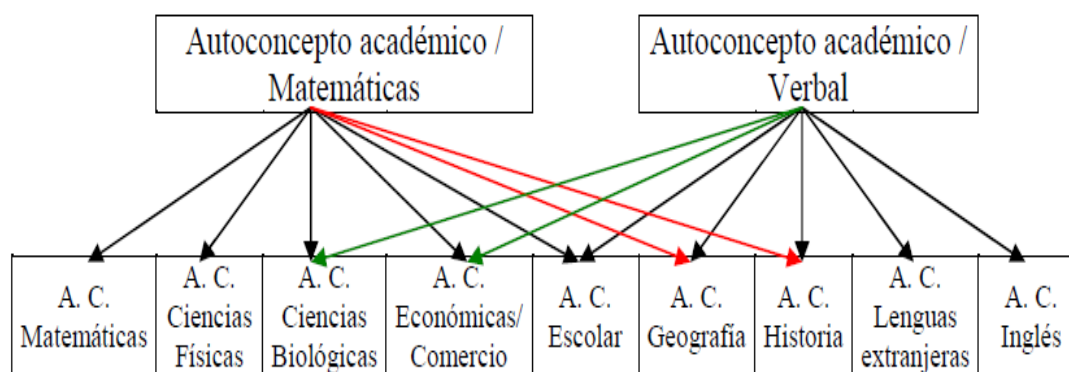 Autoconcepto académico /
Matemáticas
Autoconcepto académico /
Verbal
A. C.
Matemáticas
A. C.
Ciencias
Físicas
A. C.
Ciencias
Biológicas
A. C.
Económicas/
Comercio
A. C.
Escolar
A. C.
Geografía
A. C.
Historia
A. C.
Lenguas
extranjeras
A. C.
Inglés